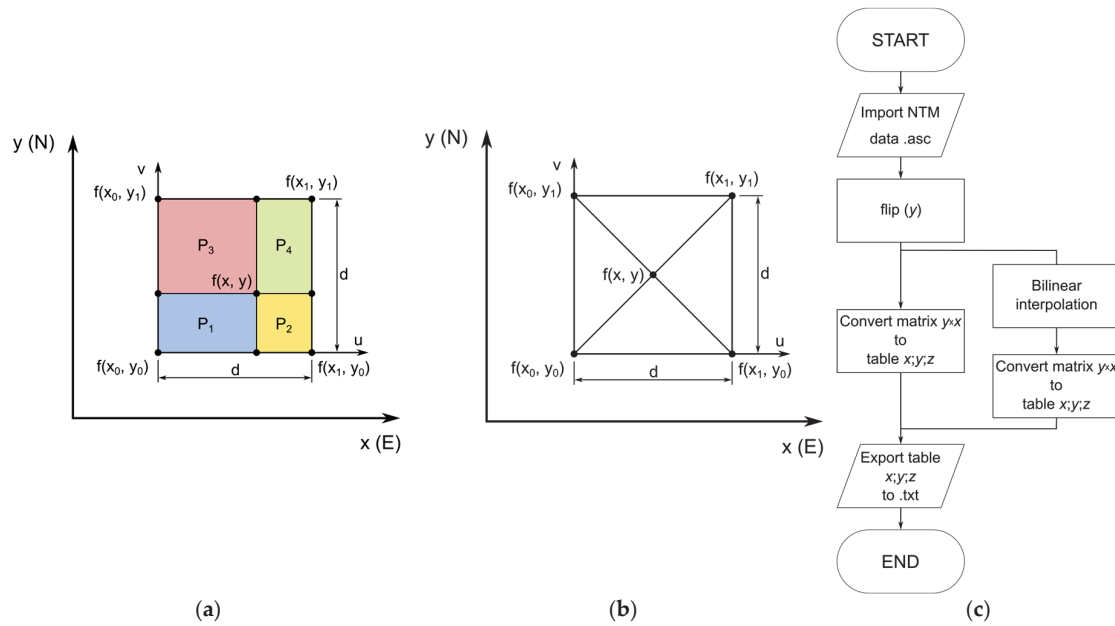 y (N)
v
f(x₀, y₁)
f(x₁, y₁)
P₃
P₄
f(x, y)
d
P₁
P₂
u
f(x₀, y₀)
d
f(x₁, y₀)
x (E)
(a)
y (N)
v
f(x₀, y₁)
f(x₁, y₁)
f(x, y)
d
u
f(x₀, y₀)
d
f(x₁, y₀)
x (E)
(b)
START
Import NTM
data .asc
flip (y)
Bilinear
interpolation
Convert matrix y×x
to
table x;y;z
Convert matrix y×x
to
table x;y;z
Export table
x;y;z
to .txt
END
(c)